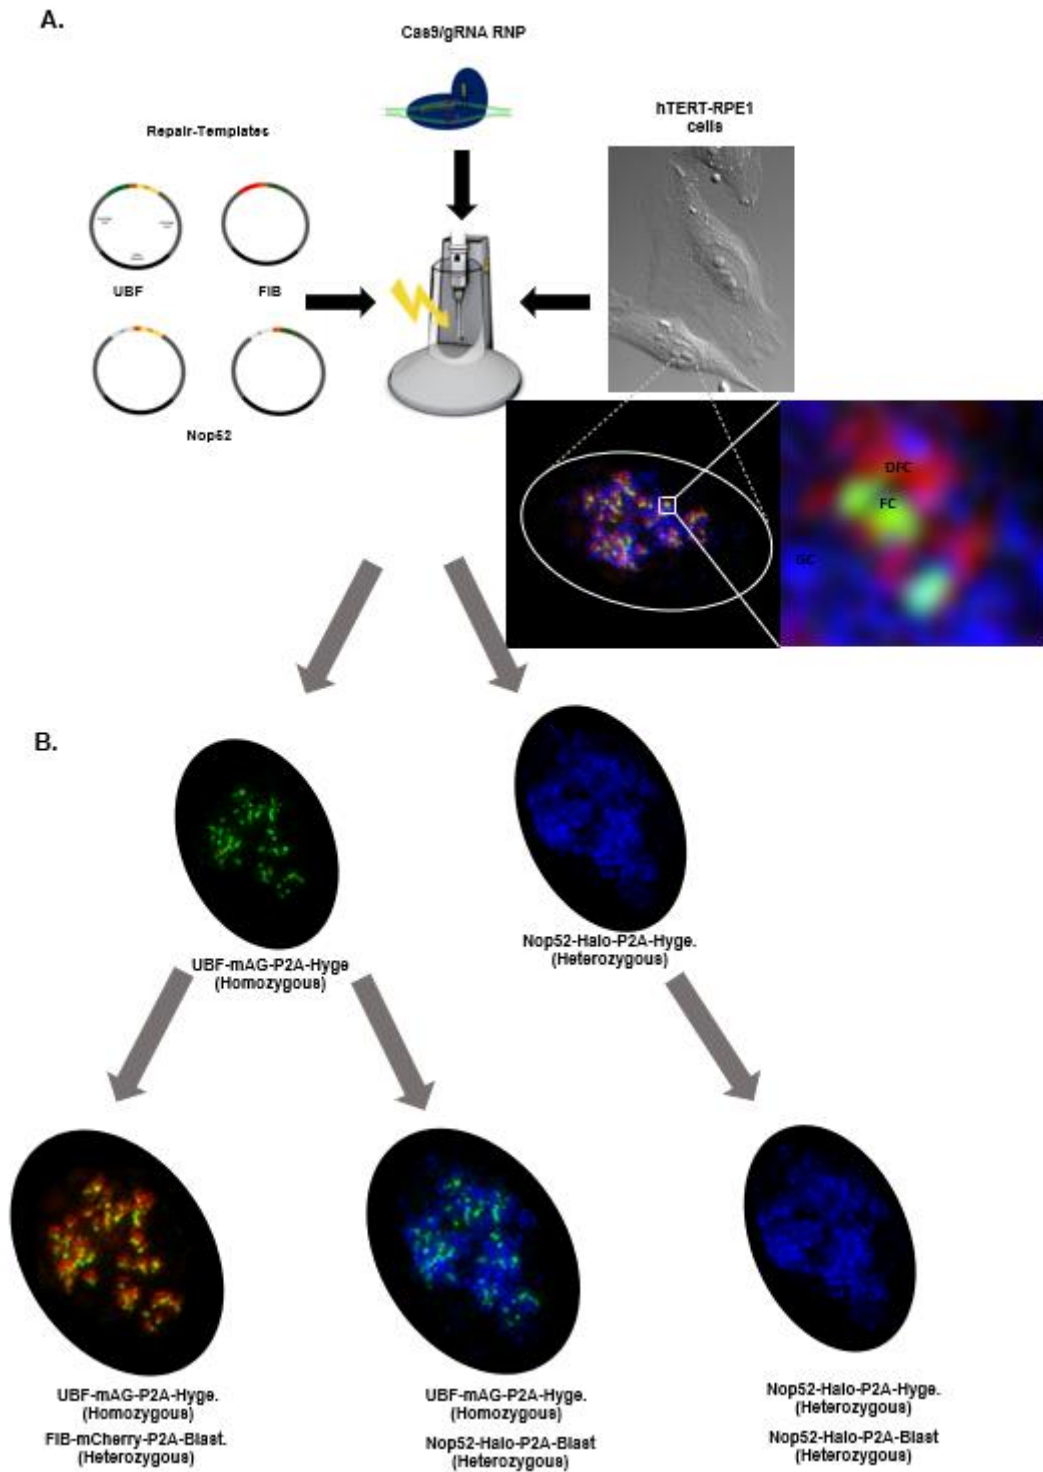 A.
Cas9/gRNA RNP
hTERT-RPE1
cells
Repair-Templates
UBF
FIB
Nop52
DFC
FC
GC
B.
UBF-mAG-P2A-Hyge
(Homozygous)
Nop52-Halo-P2A-Hyge.
(Heterozygous)
UBF-mAG-P2A-Hyge.
(Homozygous)
FIB-mCherry-P2A-Blast.
(Heterozygous)
UBF-mAG-P2A-Hyge.
(Homozygous)
Nop52-Halo-P2A-Blast
(Heterozygous)
Nop52-Halo-P2A-Hyge.
(Heterozygous)
Nop52-Halo-P2A-Blast
(Heterozygous)